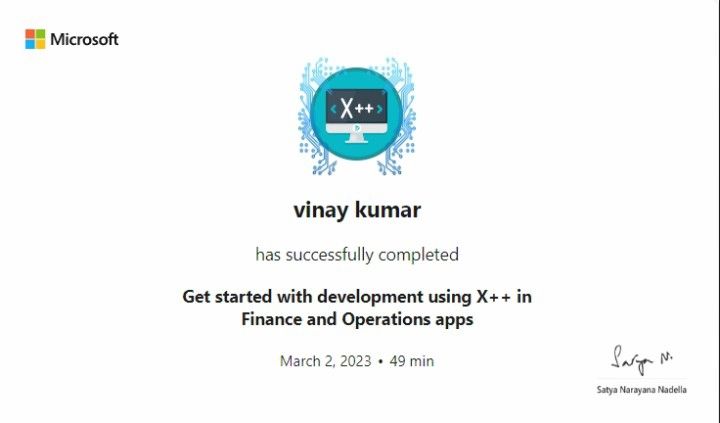 Microsoft
<X++>
vinay kumar
has successfully completed
Get started with development using X++ in
Finance and Operations apps
March 2, 2023 • 49 min
Satya N.
Satya Narayana Nadella